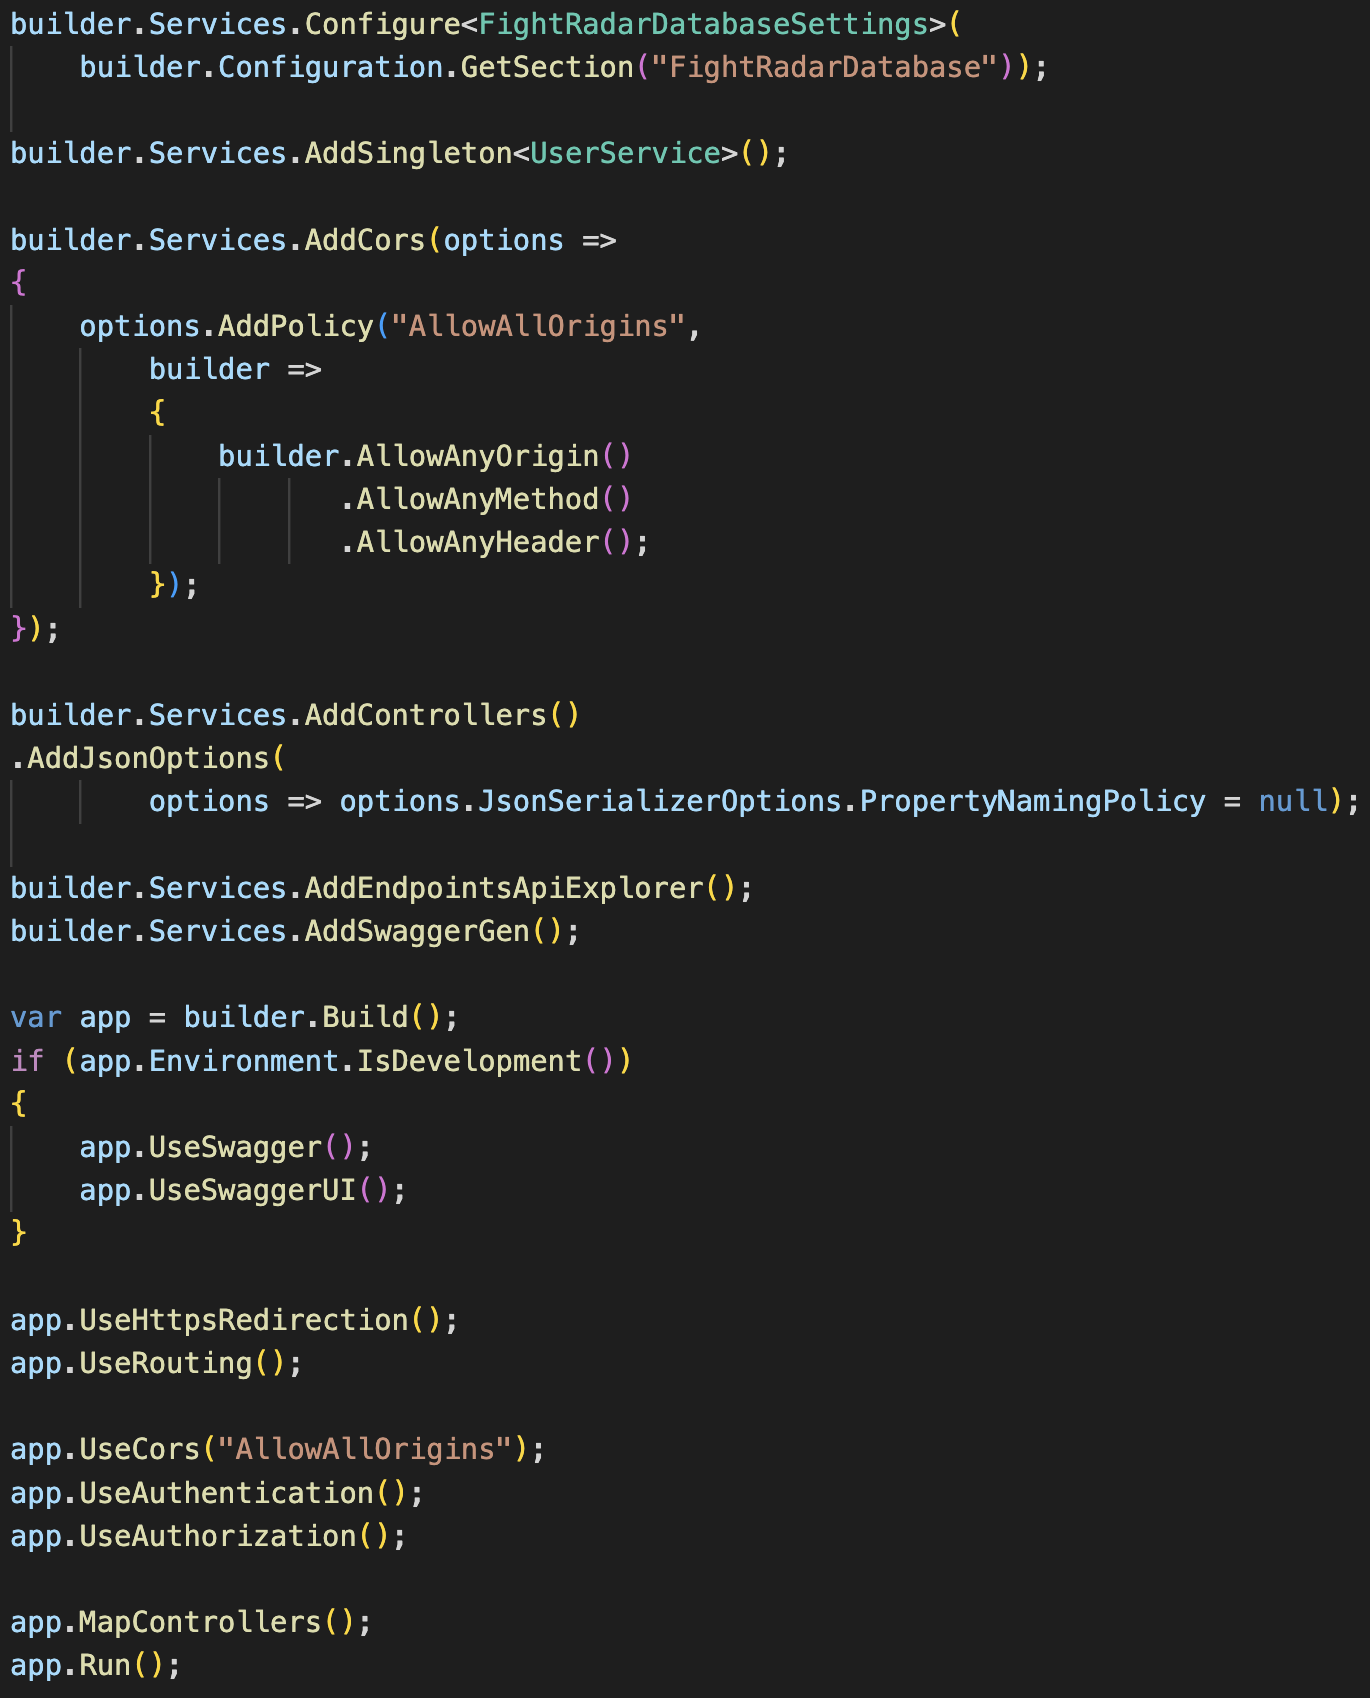 builder.Services.Configure<FightRadarDatabaseSettings>(
    builder.Configuration.GetSection("FightRadarDatabase"));
builder.Services.AddSingleton<UserService>();
builder.Services.AddCors(options =>
{
    options.AddPolicy("AllowAllOrigins",
        builder =>
        {
            builder.AllowAnyOrigin()
                   .AllowAnyMethod()
                   .AllowAnyHeader();
        });
});
builder.Services.AddControllers()
.AddJsonOptions(
        options => options.JsonSerializerOptions.PropertyNamingPolicy = null);
builder.Services.AddEndpointsApiExplorer();
builder.Services.AddSwaggerGen();
var app = builder.Build();
if (app.Environment.IsDevelopment())
{
    app.UseSwagger();
    app.UseSwaggerUI();
}
app.UseHttpsRedirection();
app.UseRouting();
app.UseCors("AllowAllOrigins");
app.UseAuthentication();
app.UseAuthorization();
app.MapControllers();
app.Run();